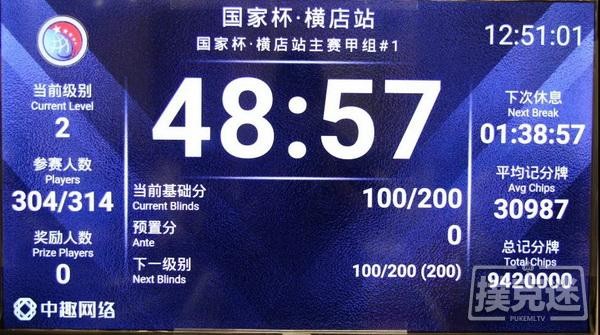 国家杯·横店站
国家杯·横店站主赛甲组#1
12:51:01
当前级别
Current Level
2
参赛人数
Players
304/314
奖励人数
Prize Players
0
48:57
当前基础分
Current Blinds
100/200
预置分
Ante
0
下一级别
Next Blinds
100/200 (200)
下次休息
Next Break
01:38:57
平均记分牌
Avg Chips
30987
总记分牌
Total Chips
9420000
中趣网络
扑克迷
PUKEMI.TV